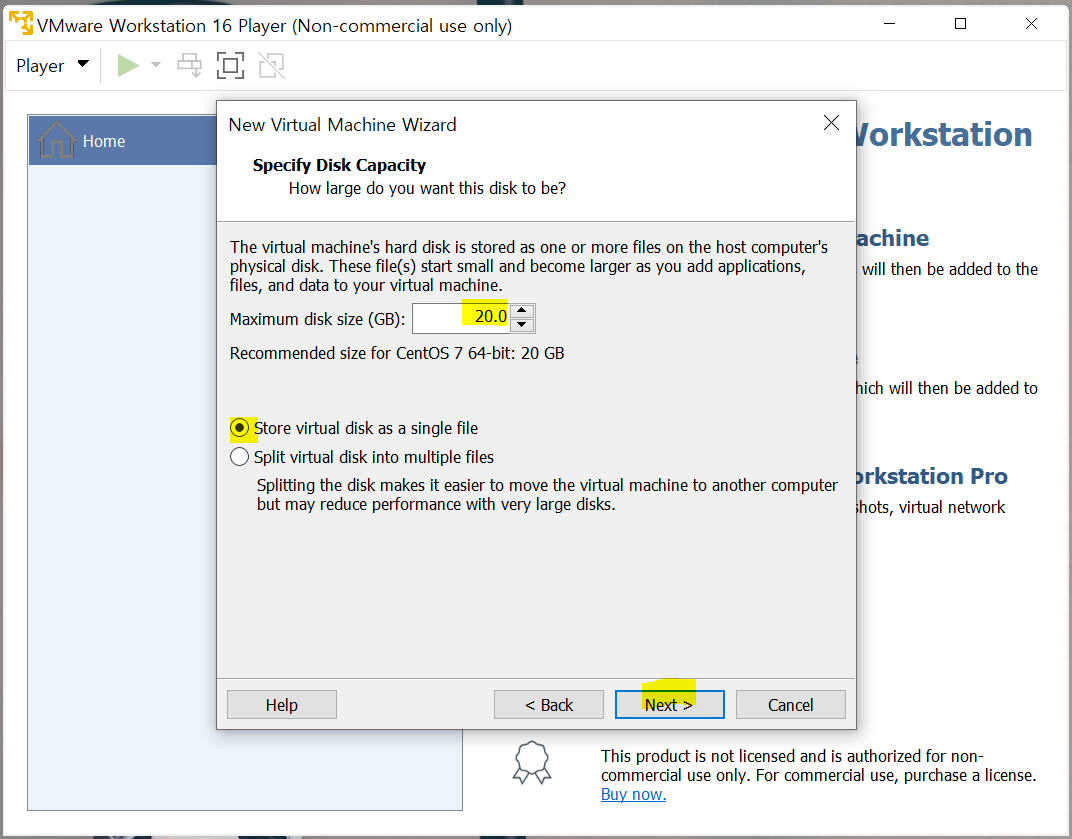 VMware Workstation 16 Player (Non-commercial use only)
Player
Home
New Virtual Machine Wizard
Specify Disk Capacity
How large do you want this disk to be?
The virtual machine's hard disk is stored as one or more files on the host computer's
physical disk. These file(s) start small and become larger as you add applications,
files, and data to your virtual machine.
Maximum disk size (GB): 20.0
Recommended size for CentOS 7 64-bit: 20 GB
Store virtual disk as a single file
Split virtual disk into multiple files
Splitting the disk makes it easier to move the virtual machine to another computer
but may reduce performance with very large disks.
Help
< Back
Next >
Cancel
Workstation
achine
will then be added to the
hich will then be added to
orkstation Pro
hots, virtual network
This product is not licensed and is authorized for non-
commercial use only. For commercial use, purchase a license.
Buy now.